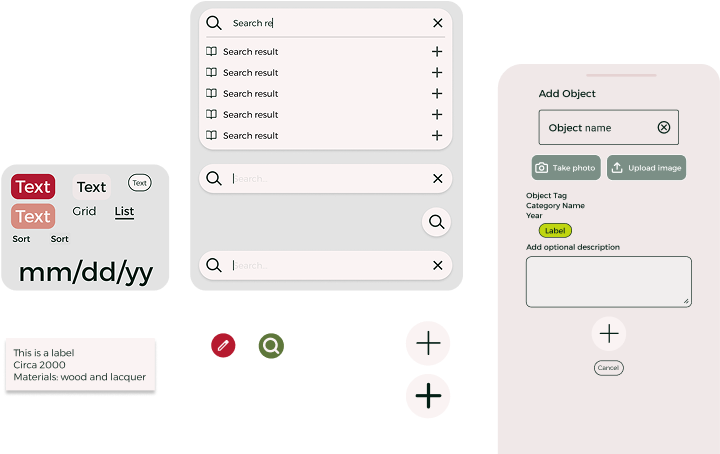 Search re
Search result
Search result
Search result
Search result
Search result
Search...
Search...
Text
Text
Text
Text
Grid
List
Sort
Sort
mm/dd/yy
This is a label
Circa 2000
Materials: wood and lacquer
Add Object
Object name
Take photo
Upload image
Object Tag
Category Name
Year
Label
Add optional description
Cancel